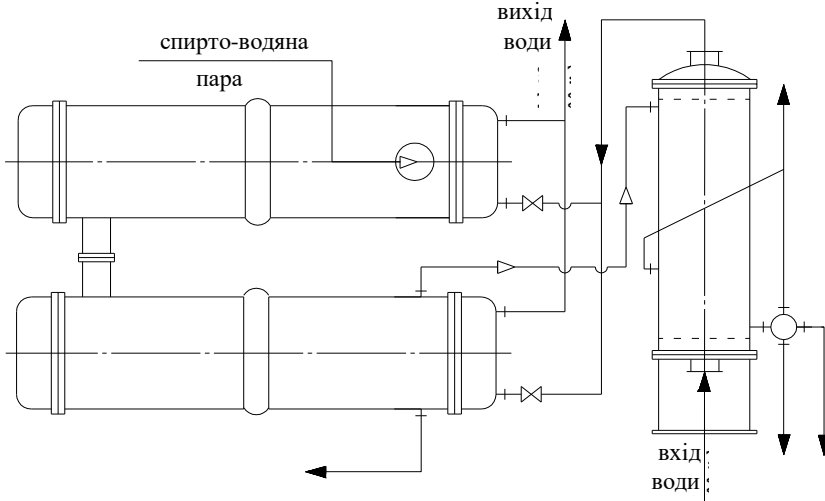 вихід
води
спирто-водяна
пара
вхід
води